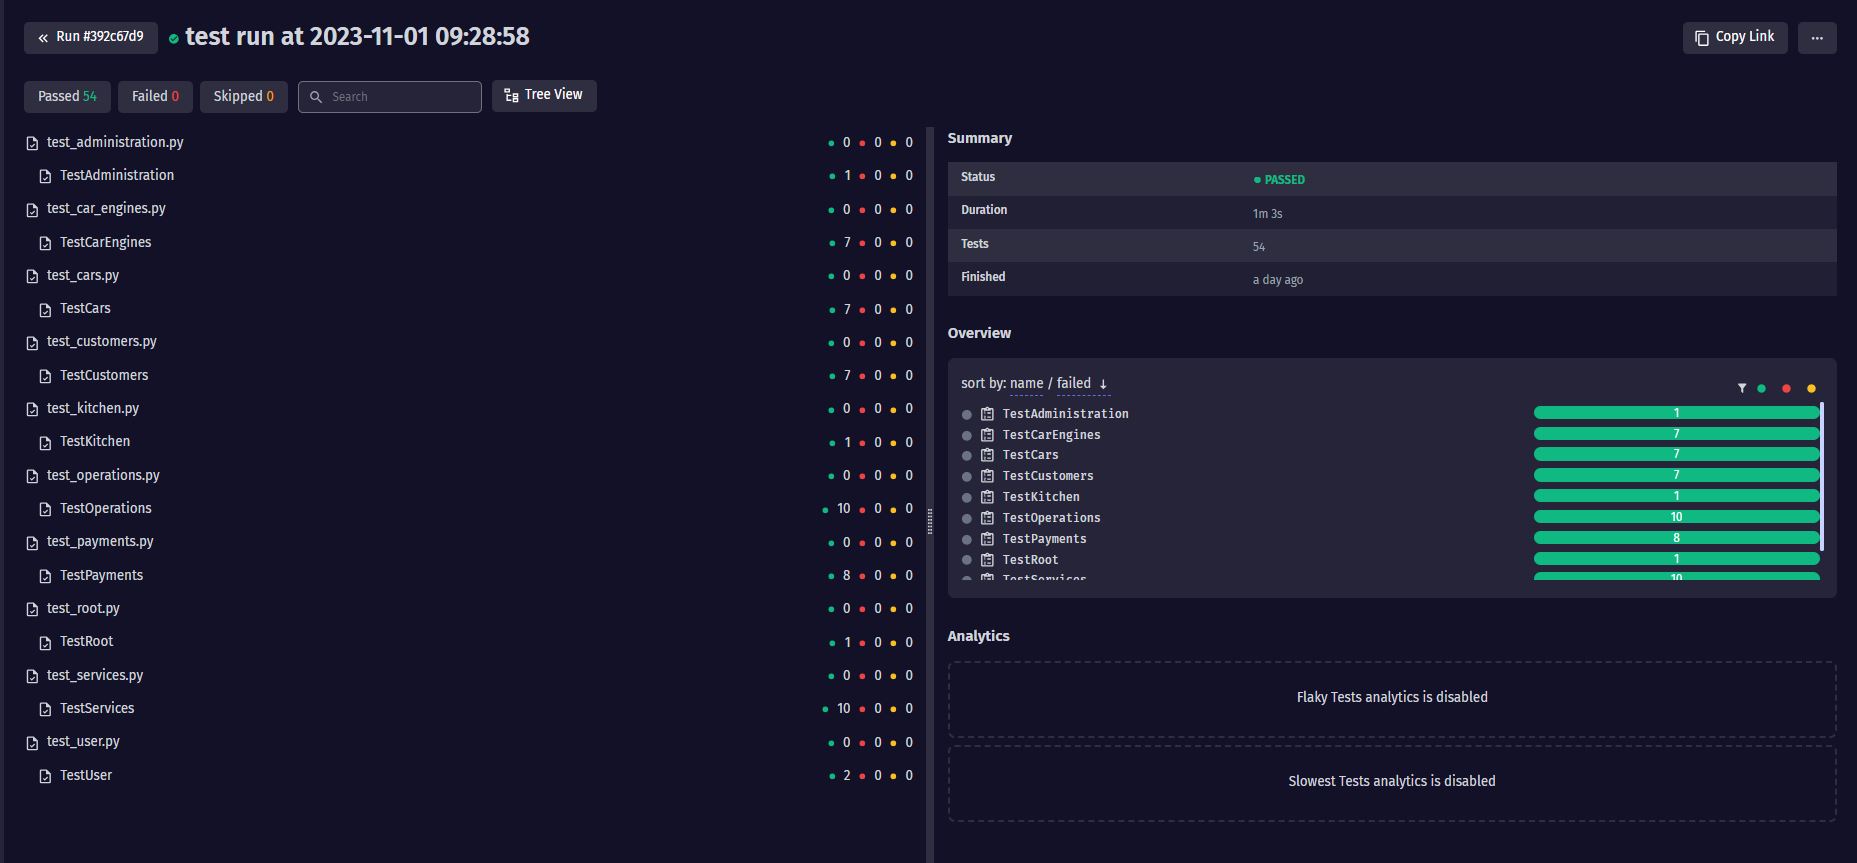 Run #392c67d9 test run at 2023-11-01 09:28:58 Copy Link ...
Passed 54 Failed 0 Skipped 0 Search Tree View
test_administration.py 0 0 0
TestAdministration 1 0 0
test_car_engines.py 0 0 0
TestCarEngines 7 0 0
test_cars.py 0 0 0
TestCars 7 0 0
test_customers.py 0 0 0
TestCustomers 7 0 0
test_kitchen.py 0 0 0
TestKitchen 1 0 0
test_operations.py 0 0 0
TestOperations 10 0 0
test_payments.py 0 0 0
TestPayments 8 0 0
test_root.py 0 0 0
TestRoot 1 0 0
test_services.py 0 0 0
TestServices 10 0 0
test_user.py 0 0 0
TestUser 2 0 0
Summary
Status PASSED
Duration 1m 3s
Tests 54
Finished a day ago
Overview
sort by: name / failed ↓
TestAdministration 1
TestCarEngines 7
TestCars 7
TestCustomers 7
TestKitchen 1
TestOperations 10
TestPayments 8
TestRoot 1
TestServices 10
Analytics
Flaky Tests analytics is disabled
Slowest Tests analytics is disabled